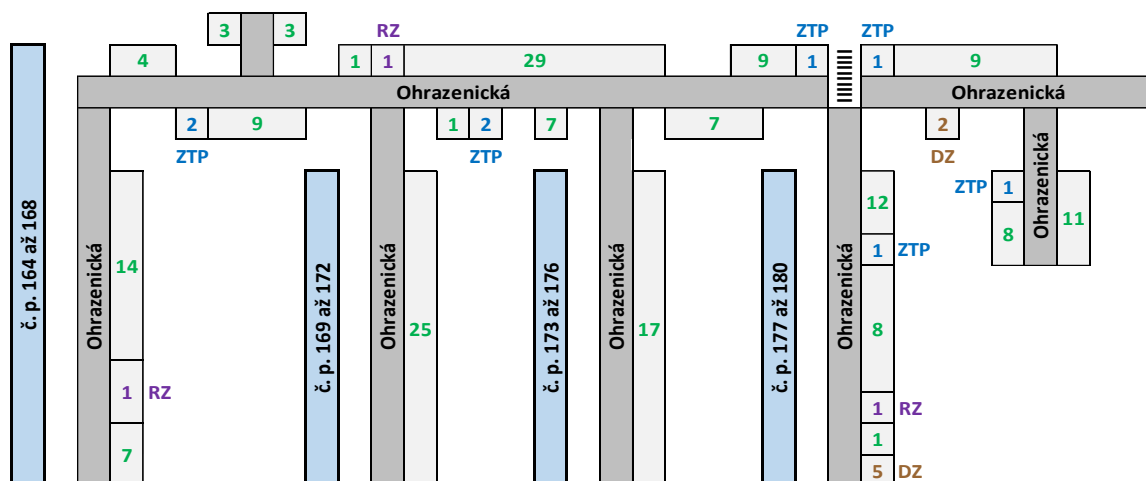 3 3
RZ ZTP ZTP
4 1 1 29 9 1 1 9
Ohrazenická Ohrazenická
2 9 1 2 7 7 2
ZTP ZTP DZ
č. p. 164 až 168
Ohrazenická
14
1 RZ
7
č. p. 169 až 172
Ohrazenická
25
č. p. 173 až 176
Ohrazenická
17
č. p. 177 až 180
Ohrazenická
12
1 ZTP
8
1 RZ
1
5 DZ
ZTP 1
8
Ohrazenická
11